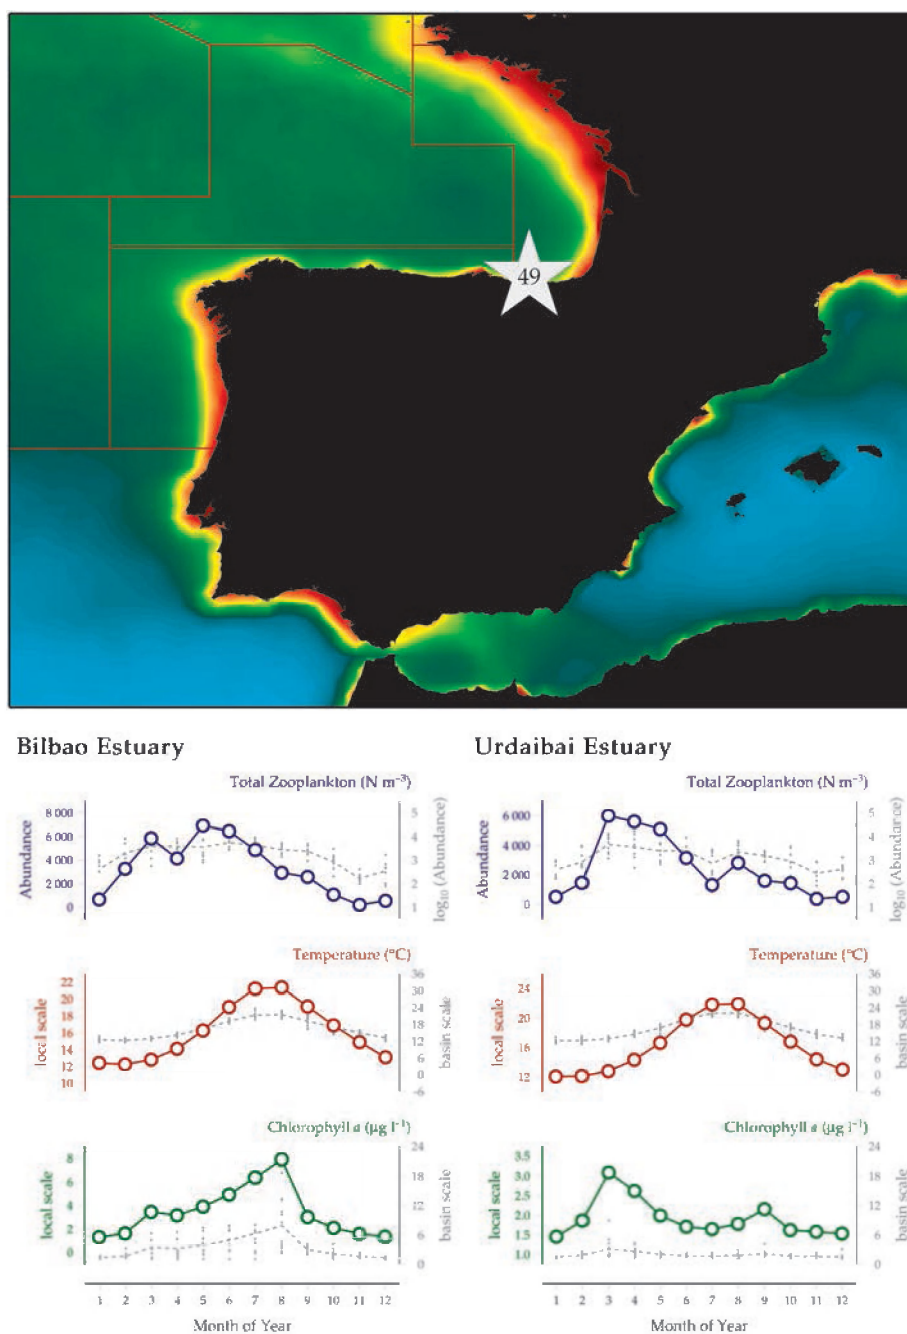 49
Bilbao Estuary
Urdaibai Estuary
Total Zooplankton (N m⁻³)
Abundance
8 000
6 000
4 000
2 000
0
5
4
3
2
1
log₁₀ (Abundance)
Total Zooplankton (N m⁻³)
Abundance
6 000
4 000
2 000
0
5
4
3
2
1
log₁₀ (Abundance)
Temperature (°C)
local scale
22
20
18
16
14
12
10
36
30
24
18
12
6
0
-6
basin scale
Temperature (°C)
local scale
24
20
16
12
36
30
24
18
12
6
0
-6
basin scale
Chlorophyll a (µg l⁻¹)
local scale
8
6
4
2
0
24
18
12
6
0
basin scale
Chlorophyll a (µg l⁻¹)
local scale
3.5
3.0
2.5
2.0
1.5
1.0
24
18
12
6
0
basin scale
1 2 3 4 5 6 7 8 9 10 11 12
Month of Year
1 2 3 4 5 6 7 8 9 10 11 12
Month of Year